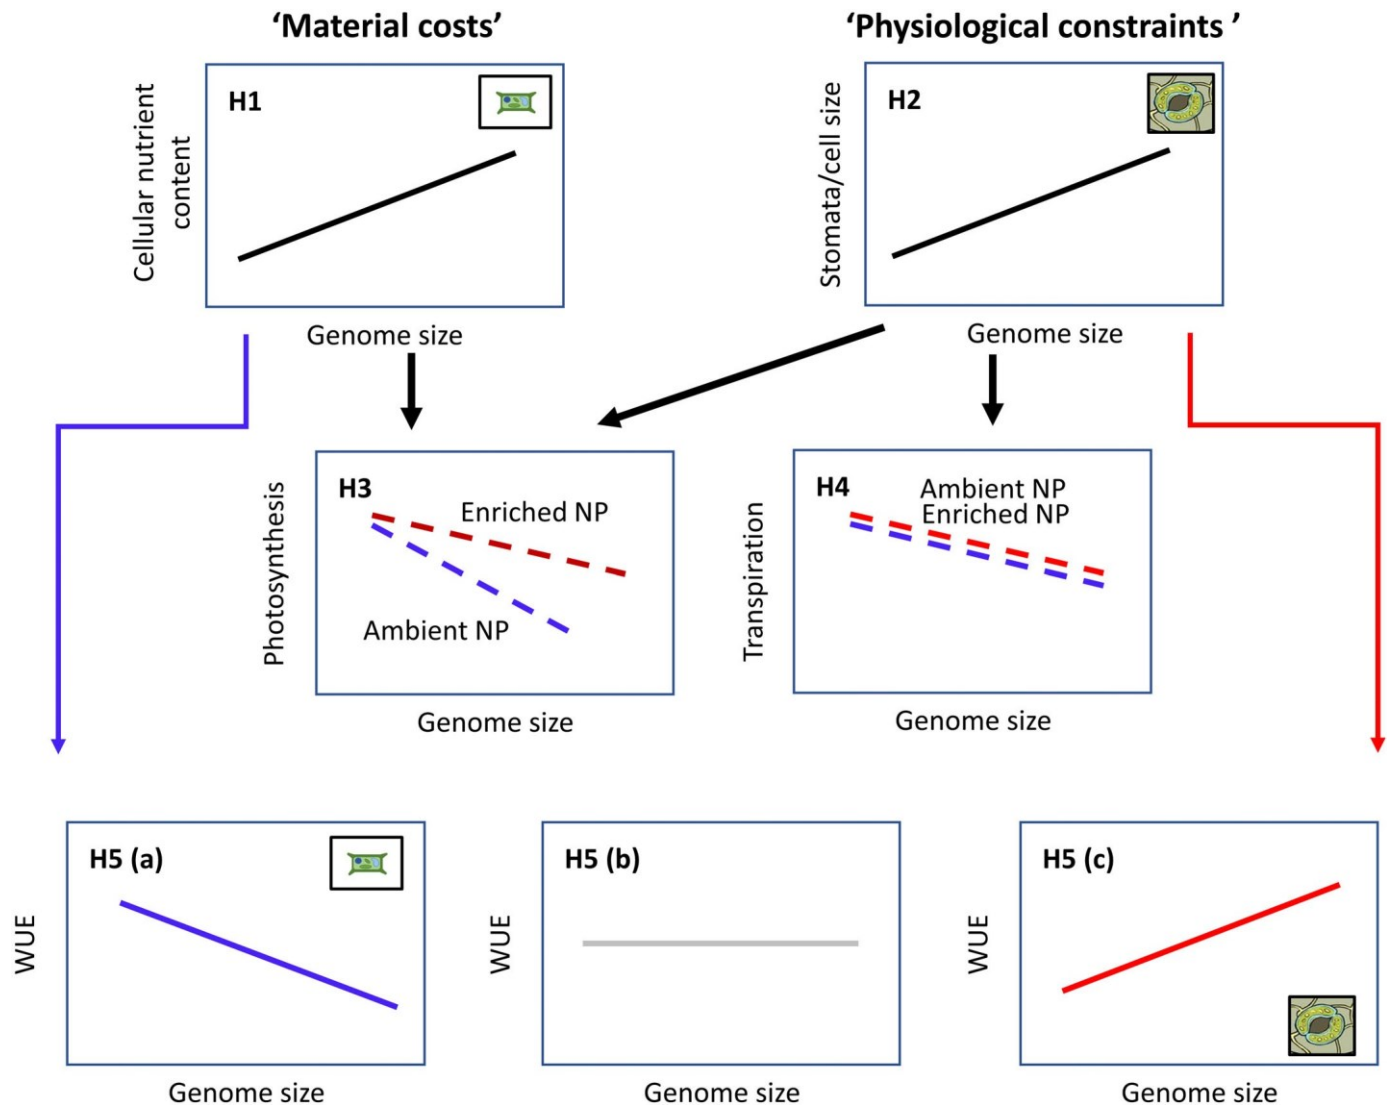 ‘Material costs’
‘Physiological constraints ’
H1
Cellular nutrient
content
Genome size
H2
Stomata/cell size
Genome size
H3
Enriched NP
Ambient NP
Photosynthesis
Genome size
H4
Ambient NP
Enriched NP
Transpiration
Genome size
H5 (a)
WUE
Genome size
H5 (b)
WUE
Genome size
H5 (c)
WUE
Genome size